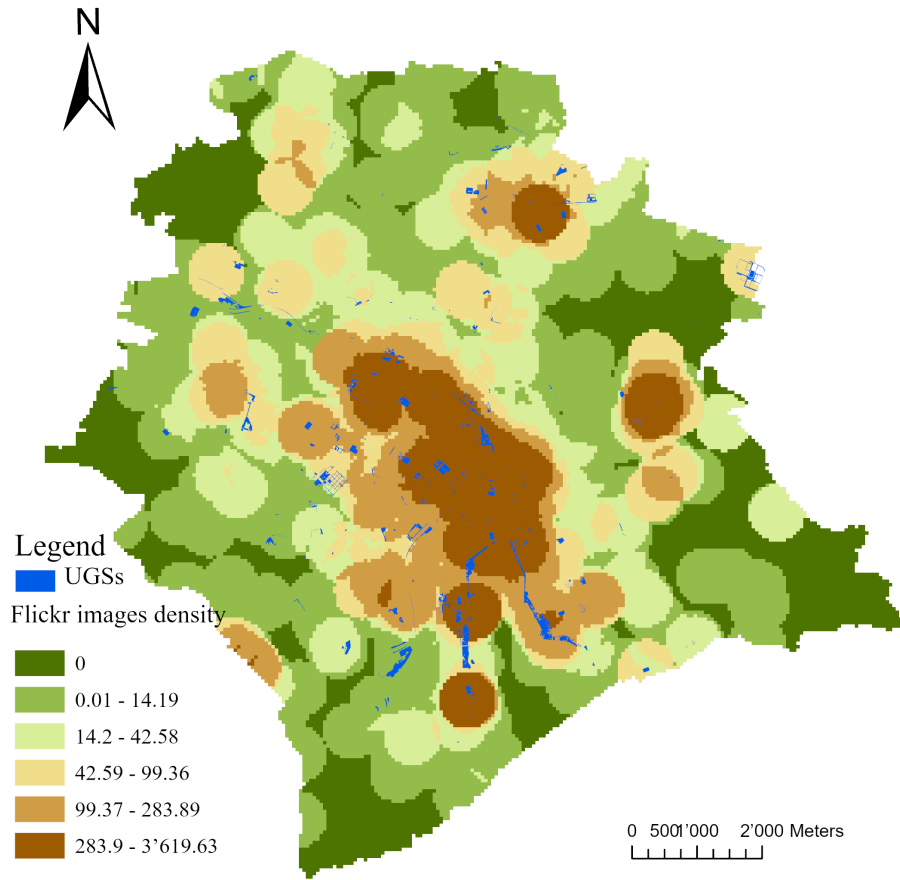 N
Legend
UGSs
Flickr images density
0
0.01 - 14.19
14.2 - 42.58
42.59 - 99.36
99.37 - 283.89
283.9 - 3’619.63
0 500 1’000 2’000 Meters